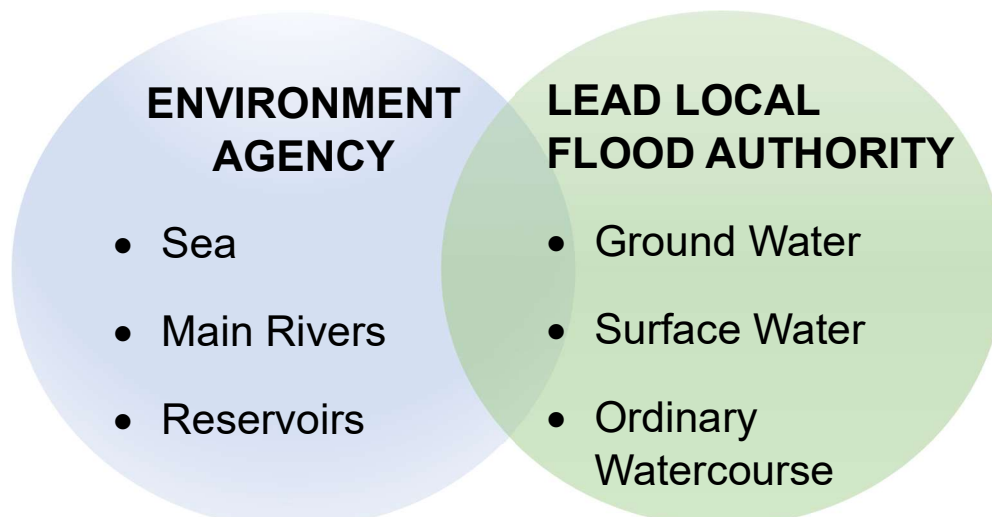 ENVIRONMENT
AGENCY
• Sea
• Main Rivers
• Reservoirs
LEAD LOCAL
FLOOD AUTHORITY
• Ground Water
• Surface Water
• Ordinary
Watercourse